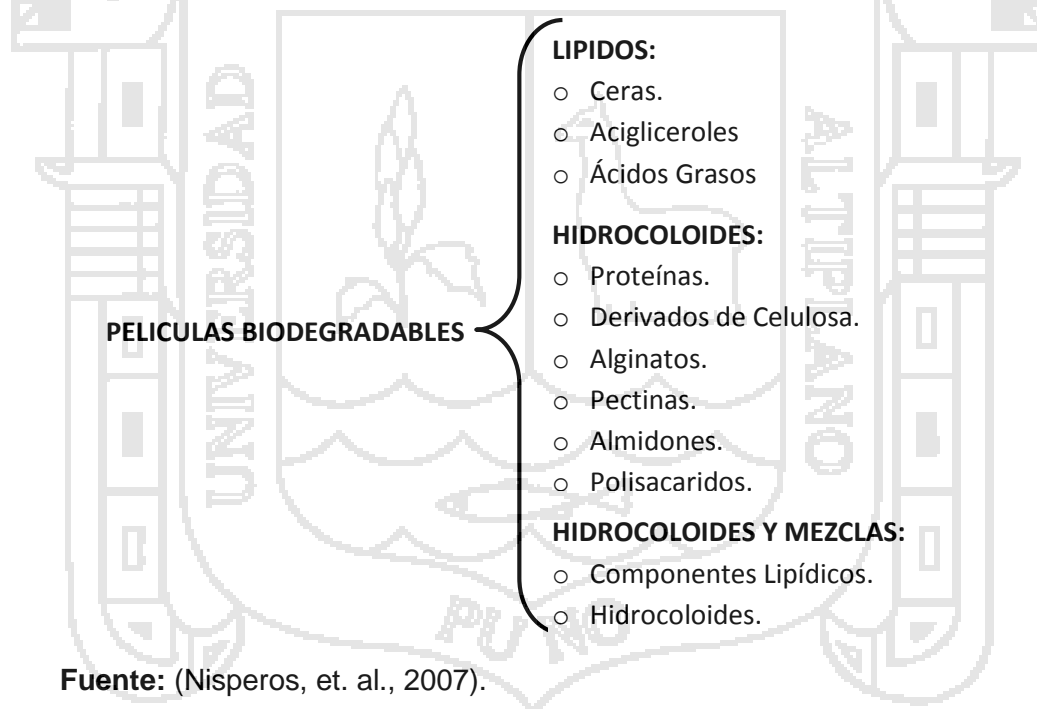 LIPIDOS:
o Ceras.
o Acigliceroles
o Ácidos Grasos
HIDROCOLOIDES:
o Proteínas.
PELICULAS BIODEGRADABLES
o Derivados de Celulosa.
o Alginatos.
o Pectinas.
o Almidones.
o Polisacaridos.
HIDROCOLOIDES Y MEZCLAS:
o Componentes Lipídicos.
o Hidrocoloides.
Fuente: (Nisperos, et. al., 2007).
UNIVERSIDAD
ALTIPLANO
PUNO